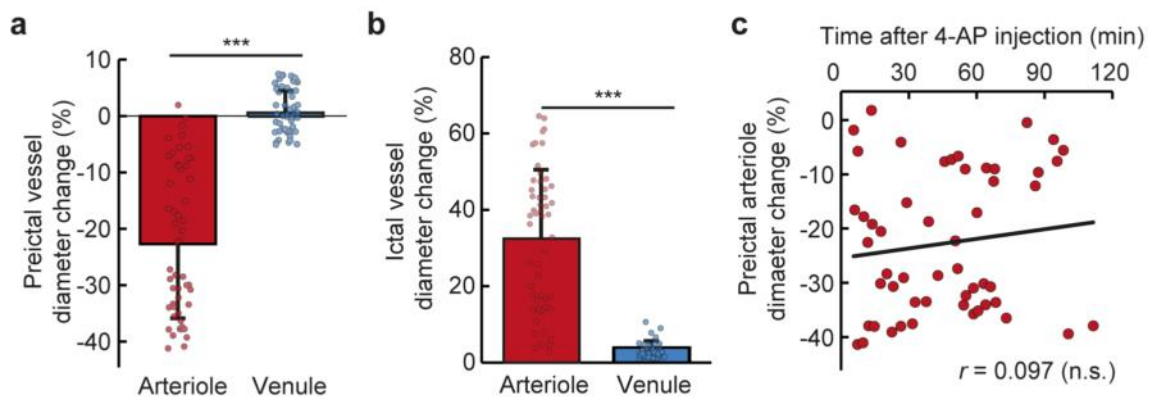 a
***
Preictal vessel
diameter change (%)
10
0
-10
-20
-30
-40
Arteriole
Venule
b
***
Ictal vessel
diameter change (%)
80
60
40
20
0
Arteriole
Venule
c
Time after 4-AP injection (min)
0
30
60
90
120
Preictal arteriole
dimaeter change (%)
0
-10
-20
-30
-40
r = 0.097 (n.s.)